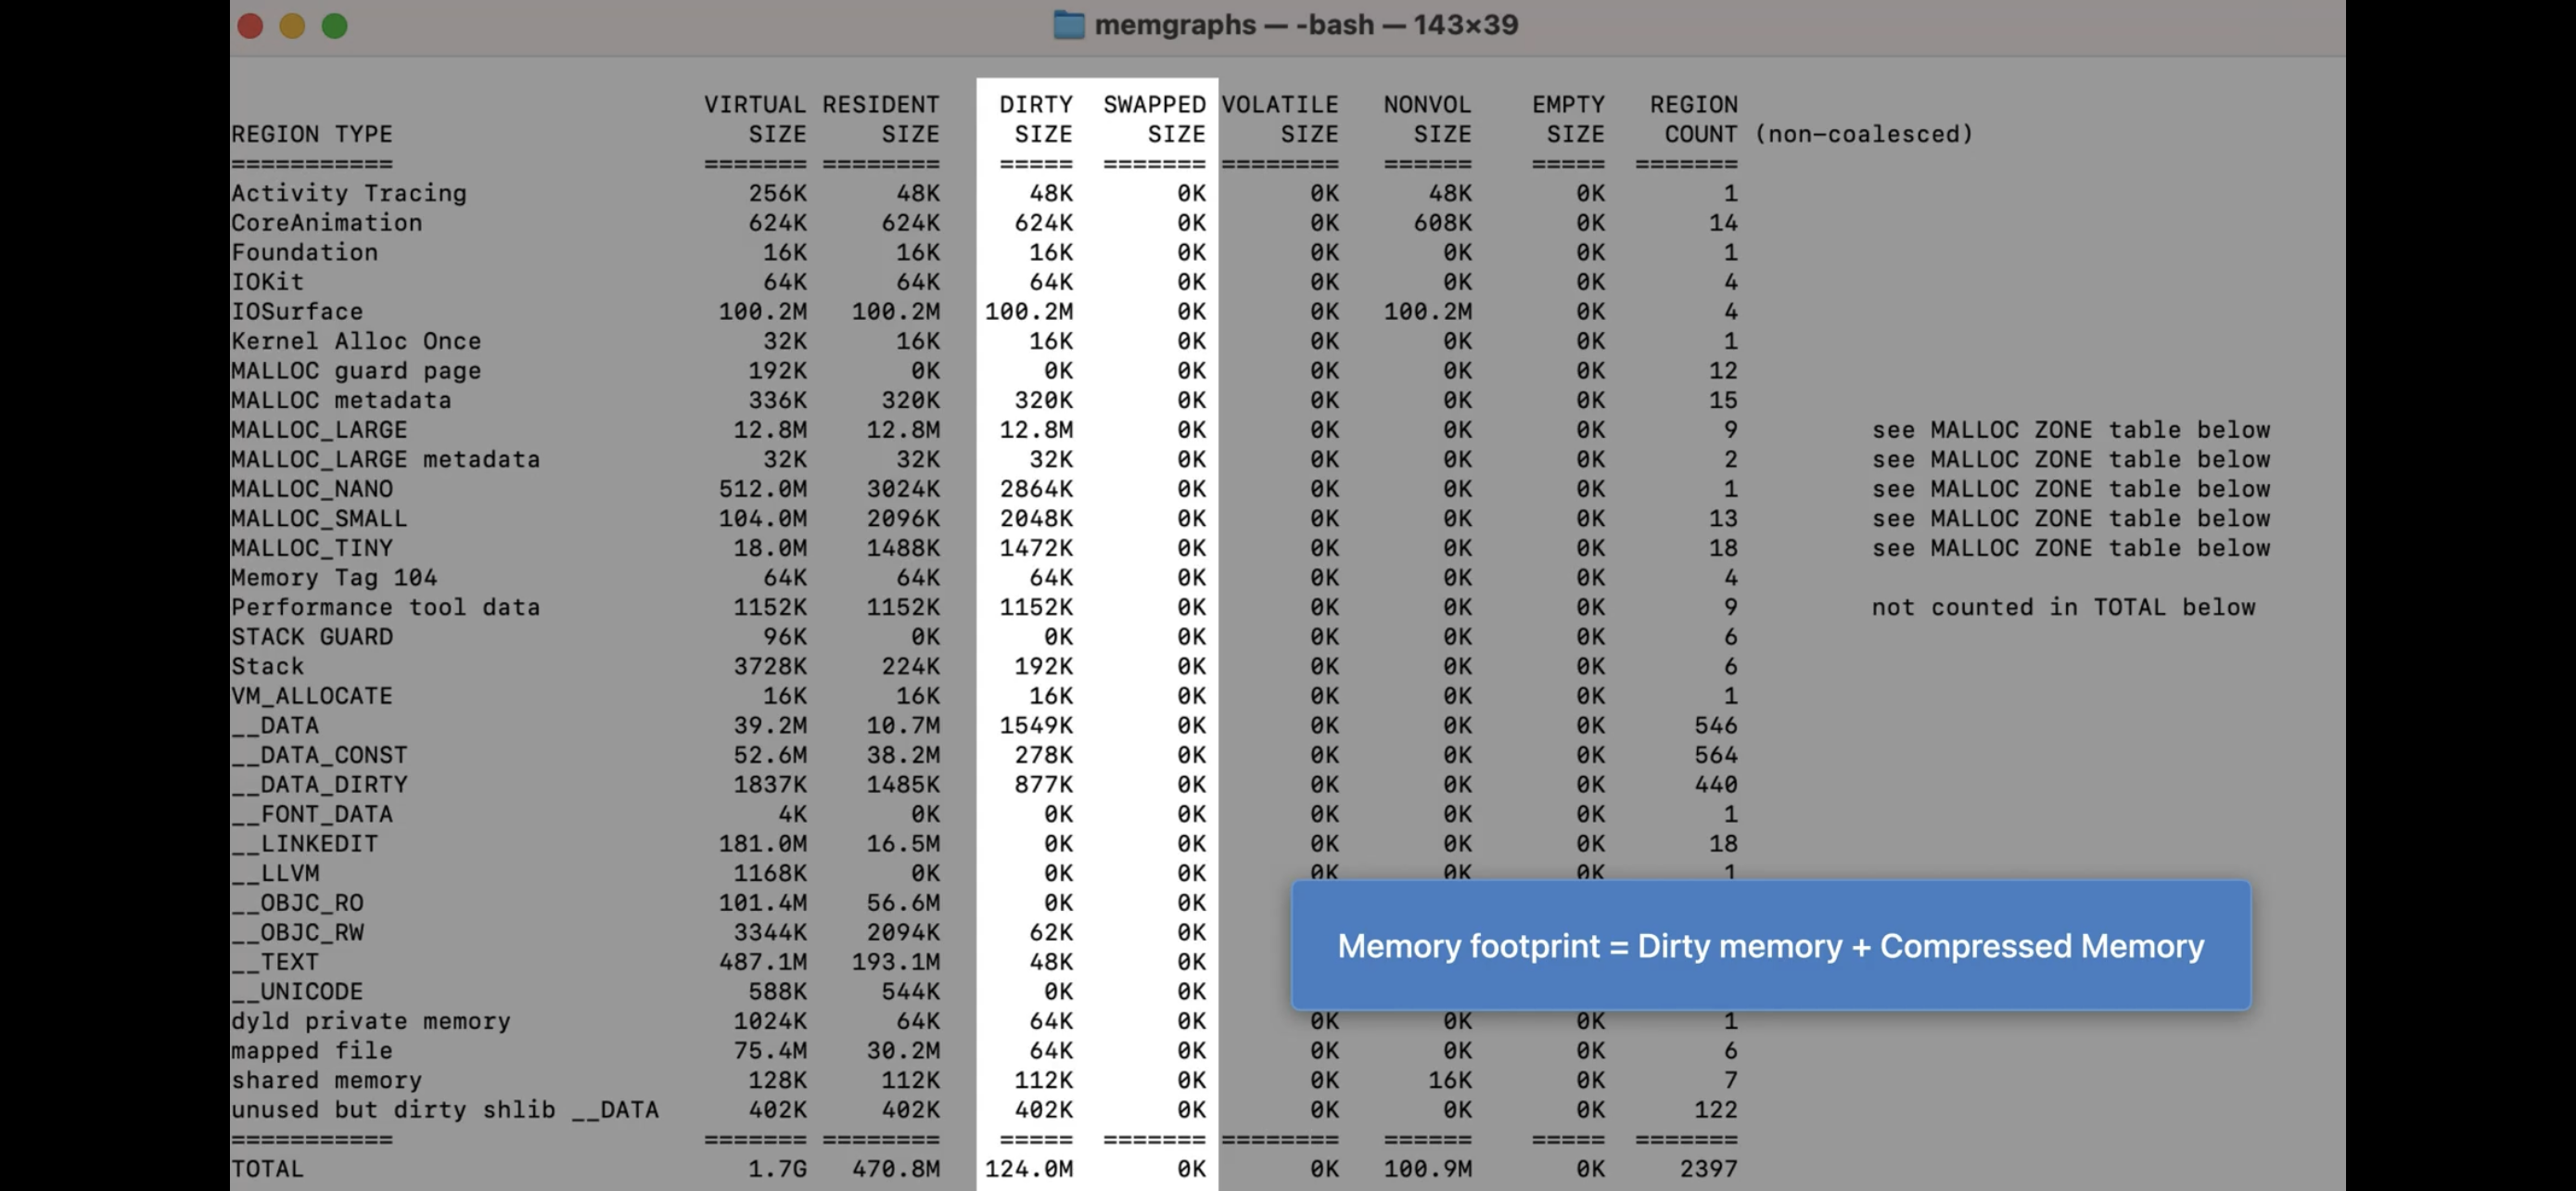 memgraphs — -bash — 143×39
VIRTUAL RESIDENT DIRTY SWAPPED VOLATILE NONVOL EMPTY REGION
REGION TYPE SIZE SIZE SIZE SIZE SIZE SIZE SIZE COUNT (non-coalesced)
=========== ======= ======== ===== ======= ======== ====== ===== =======
Activity Tracing 256K 48K 48K 0K 0K 48K 0K 1
CoreAnimation 624K 624K 624K 0K 0K 608K 0K 14
Foundation 16K 16K 16K 0K 0K 0K 0K 1
IOKit 64K 64K 64K 0K 0K 0K 0K 4
IOSurface 100.2M 100.2M 100.2M 0K 0K 100.2M 0K 4
Kernel Alloc Once 32K 16K 16K 0K 0K 0K 0K 1
MALLOC guard page 192K 0K 0K 0K 0K 0K 0K 12
MALLOC metadata 336K 320K 320K 0K 0K 0K 0K 15
MALLOC_LARGE 12.8M 12.8M 12.8M 0K 0K 0K 0K 9 see MALLOC ZONE table below
MALLOC_LARGE metadata 32K 32K 32K 0K 0K 0K 0K 2 see MALLOC ZONE table below
MALLOC_NANO 512.0M 3024K 2864K 0K 0K 0K 0K 1 see MALLOC ZONE table below
MALLOC_SMALL 104.0M 2096K 2048K 0K 0K 0K 0K 13 see MALLOC ZONE table below
MALLOC_TINY 18.0M 1488K 1472K 0K 0K 0K 0K 18 see MALLOC ZONE table below
Memory Tag 104 64K 64K 64K 0K 0K 0K 0K 4
Performance tool data 1152K 1152K 1152K 0K 0K 0K 0K 9 not counted in TOTAL below
STACK GUARD 96K 0K 0K 0K 0K 0K 0K 6
Stack 3728K 224K 192K 0K 0K 0K 0K 6
VM_ALLOCATE 16K 16K 16K 0K 0K 0K 0K 1
__DATA 39.2M 10.7M 1549K 0K 0K 0K 0K 546
__DATA_CONST 52.6M 38.2M 278K 0K 0K 0K 0K 564
__DATA_DIRTY 1837K 1485K 877K 0K 0K 0K 0K 440
__FONT_DATA 4K 0K 0K 0K 0K 0K 0K 1
__LINKEDIT 181.0M 16.5M 0K 0K 0K 0K 0K 18
__LLVM 1168K 0K 0K 0K 0K 0K 0K 1
__OBJC_RO 101.4M 56.6M 0K 0K
__OBJC_RW 3344K 2094K 62K 0K
Memory footprint = Dirty memory + Compressed Memory
__TEXT 487.1M 193.1M 48K 0K
__UNICODE 588K 544K 0K 0K
dyld private memory 1024K 64K 64K 0K 0K 0K 0K 1
mapped file 75.4M 30.2M 64K 0K 0K 0K 0K 6
shared memory 128K 112K 112K 0K 0K 16K 0K 7
unused but dirty shlib __DATA 402K 402K 402K 0K 0K 0K 0K 122
=========== ======= ======== ===== ======= ======== ====== ===== =======
TOTAL 1.7G 470.8M 124.0M 0K 0K 100.9M 0K 2397